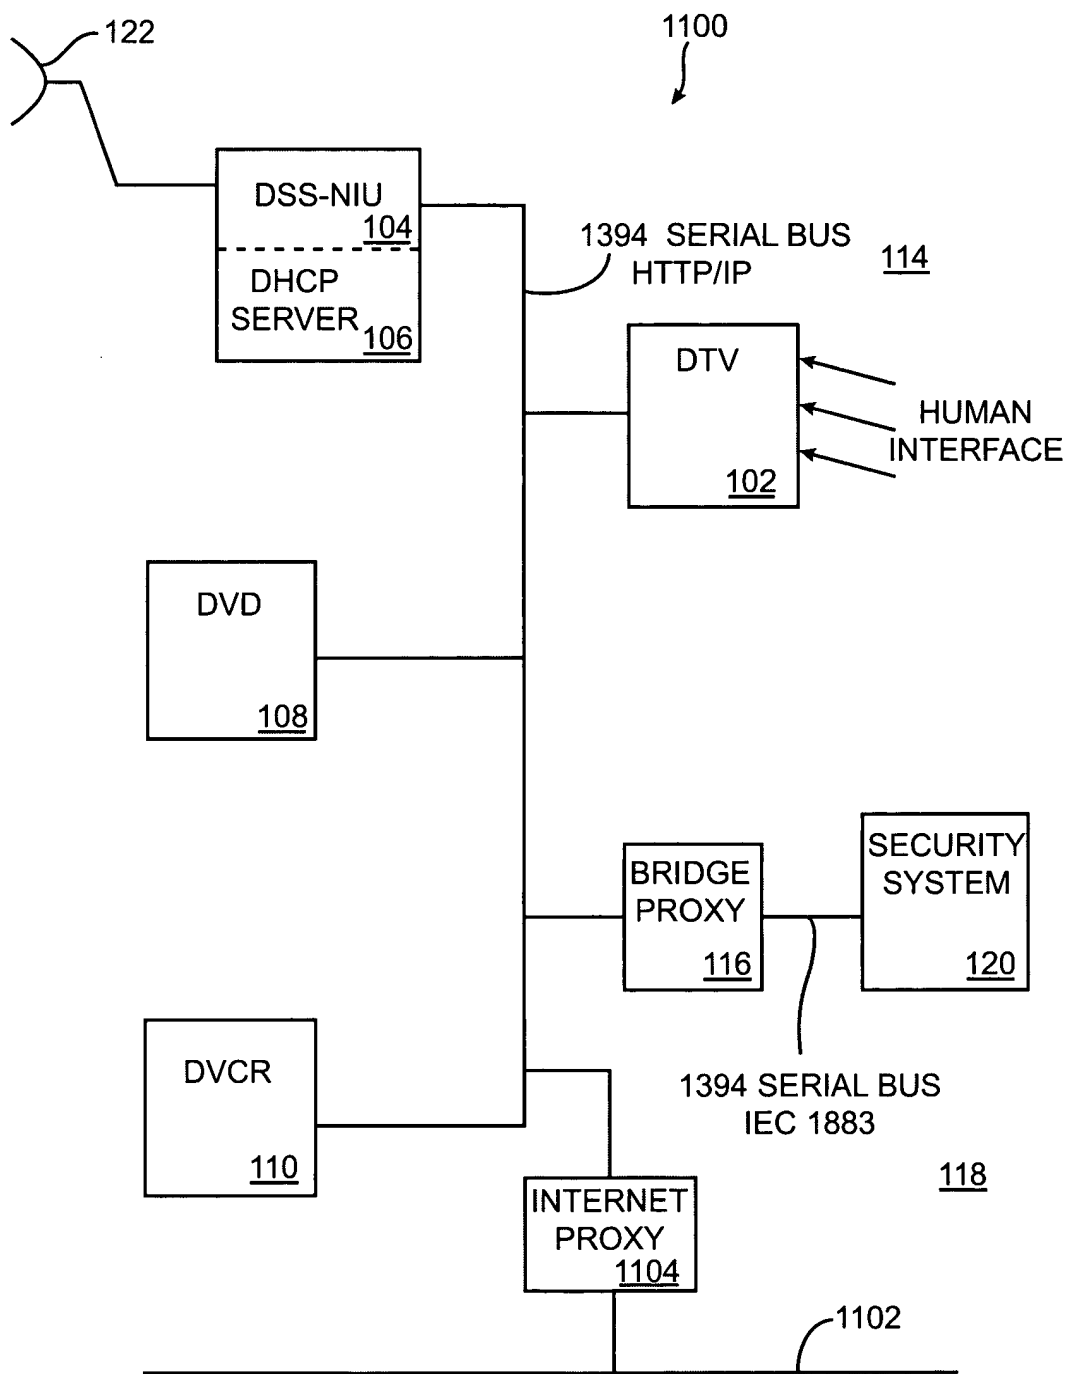 122
1100
DSS-NIU
104
DHCP
SERVER
106
1394 SERIAL BUS
HTTP/IP
114
DTV
102
HUMAN
INTERFACE
DVD
108
BRIDGE
PROXY
116
SECURITY
SYSTEM
120
1394 SERIAL BUS
IEC 1883
118
DVCR
110
INTERNET
PROXY
1104
1102